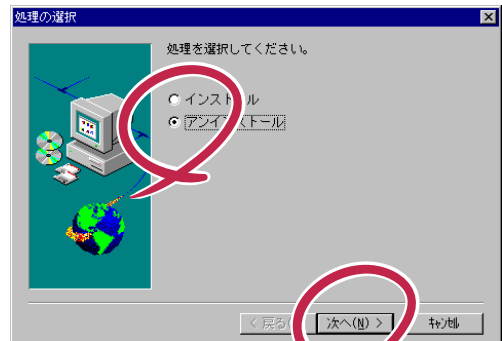 処理の選択
処理を選択してください。
インストール
アンインストール
< 戻る
次へ(N) >
ｷｬﾝｾﾙ